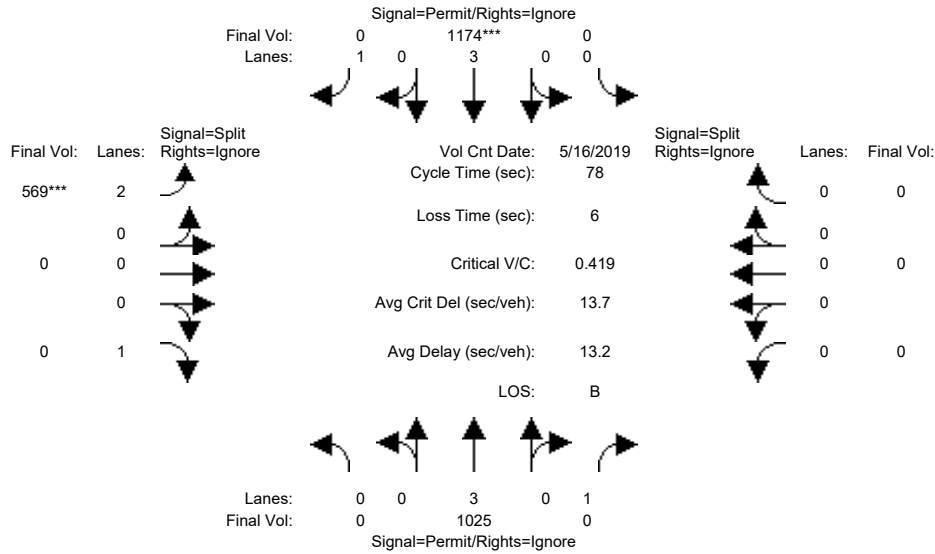 Signal=Permit/Rights=Ignore
Final Vol: 0 1174*** 0
Lanes: 1 0 3 0 0
Signal=Split Signal=Split
Final Vol: Lanes: Rights=Ignore Vol Cnt Date: 5/16/2019 Rights=Ignore Lanes: Final Vol:
Cycle Time (sec): 78
569*** 2 0 0
Loss Time (sec): 6
0 0
0 0 Critical V/C: 0.419 0 0
0 Avg Crit Del (sec/veh): 13.7 0
0 1 Avg Delay (sec/veh): 13.2 0 0
LOS: B
Lanes: 0 0 3 0 1
Final Vol: 0 1025 0
Signal=Permit/Rights=Ignore